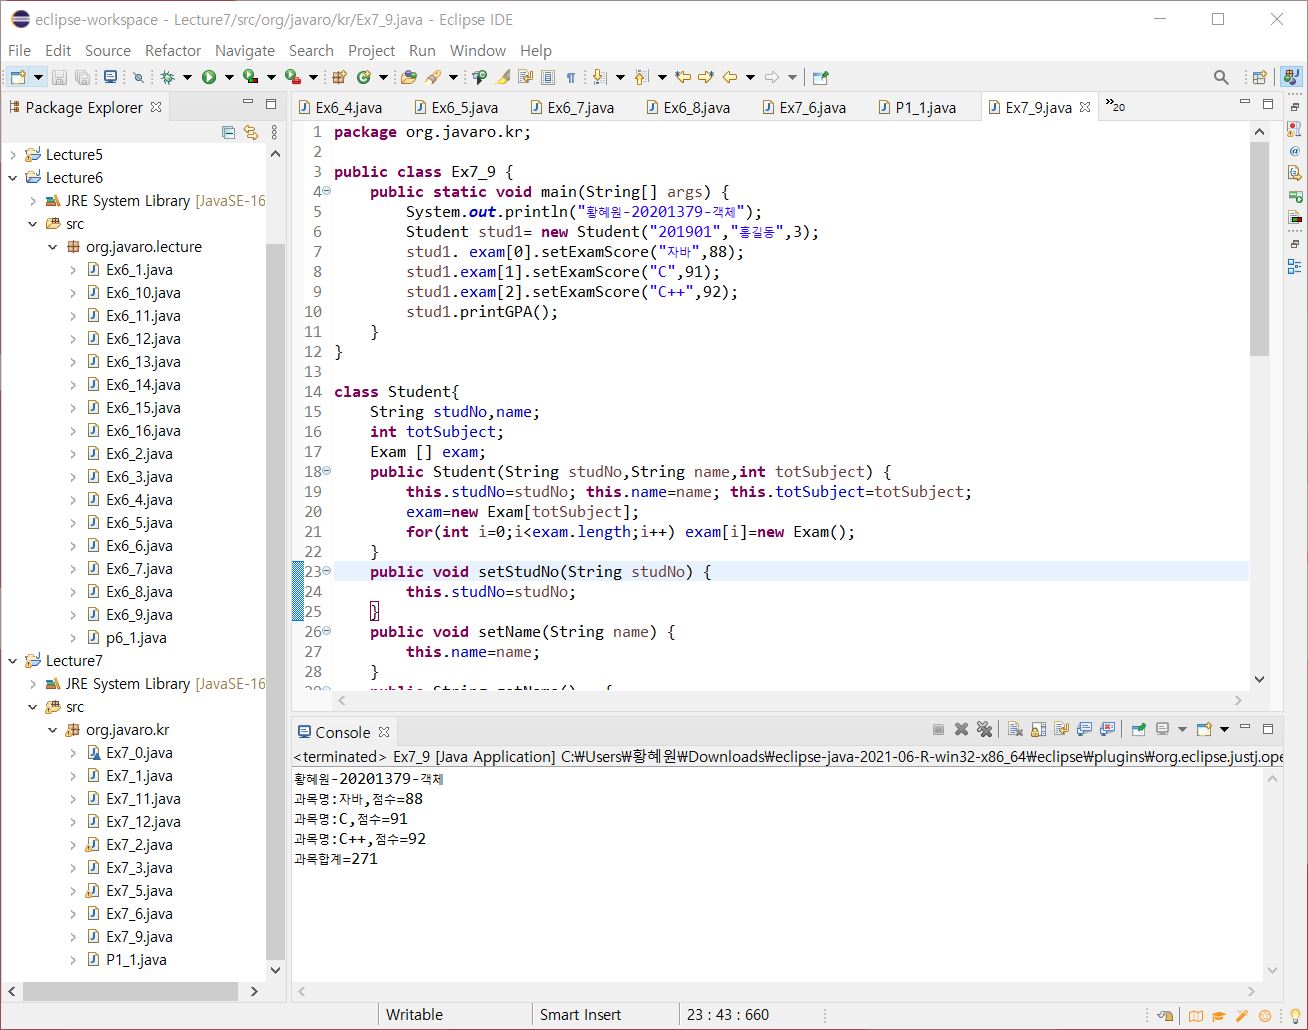 eclipse-workspace - Lecture7/src/org/javaro/kr/Ex7_9.java - Eclipse IDE
File Edit Source Refactor Navigate Search Project Run Window Help
Package Explorer
Lecture5
Lecture6
JRE System Library [JavaSE-16
src
org.javaro.lecture
Ex6_1.java
Ex6_10.java
Ex6_11.java
Ex6_12.java
Ex6_13.java
Ex6_14.java
Ex6_15.java
Ex6_16.java
Ex6_2.java
Ex6_3.java
Ex6_4.java
Ex6_5.java
Ex6_6.java
Ex6_7.java
Ex6_8.java
Ex6_9.java
p6_1.java
Lecture7
JRE System Library [JavaSE-16
src
org.javaro.kr
Ex7_0.java
Ex7_1.java
Ex7_11.java
Ex7_12.java
Ex7_2.java
Ex7_3.java
Ex7_5.java
Ex7_6.java
Ex7_9.java
P1_1.java
Ex6_4.java Ex6_5.java Ex6_7.java Ex6_8.java Ex7_6.java P1_1.java Ex7_9.java »20
1 package org.javaro.kr;
2
3 public class Ex7_9 {
4 public static void main(String[] args) {
5 System.out.println("황혜원-20201379-객체");
6 Student stud1= new Student("201901","홍길동",3);
7 stud1. exam[0].setExamScore("자바",88);
8 stud1.exam[1].setExamScore("C",91);
9 stud1.exam[2].setExamScore("C++",92);
10 stud1.printGPA();
11 }
12 }
13
14 class Student{
15 String studNo,name;
16 int totSubject;
17 Exam [] exam;
18 public Student(String studNo,String name,int totSubject) {
19 this.studNo=studNo; this.name=name; this.totSubject=totSubject;
20 exam=new Exam[totSubject];
21 for(int i=0;i<exam.length;i++) exam[i]=new Exam();
22 }
23 public void setStudNo(String studNo) {
24 this.studNo=studNo;
25 }
26 public void setName(String name) {
27 this.name=name;
28 }
Console
<terminated> Ex7_9 [Java Application] C:₩Users₩황혜원₩Downloads₩eclipse-java-2021-06-R-win32-x86_64₩eclipse₩plugins₩org.eclipse.justj.ope
황혜원-20201379-객체
과목명:자바,점수=88
과목명:C,점수=91
과목명:C++,점수=92
과목합계=271
Writable Smart Insert 23 : 43 : 660